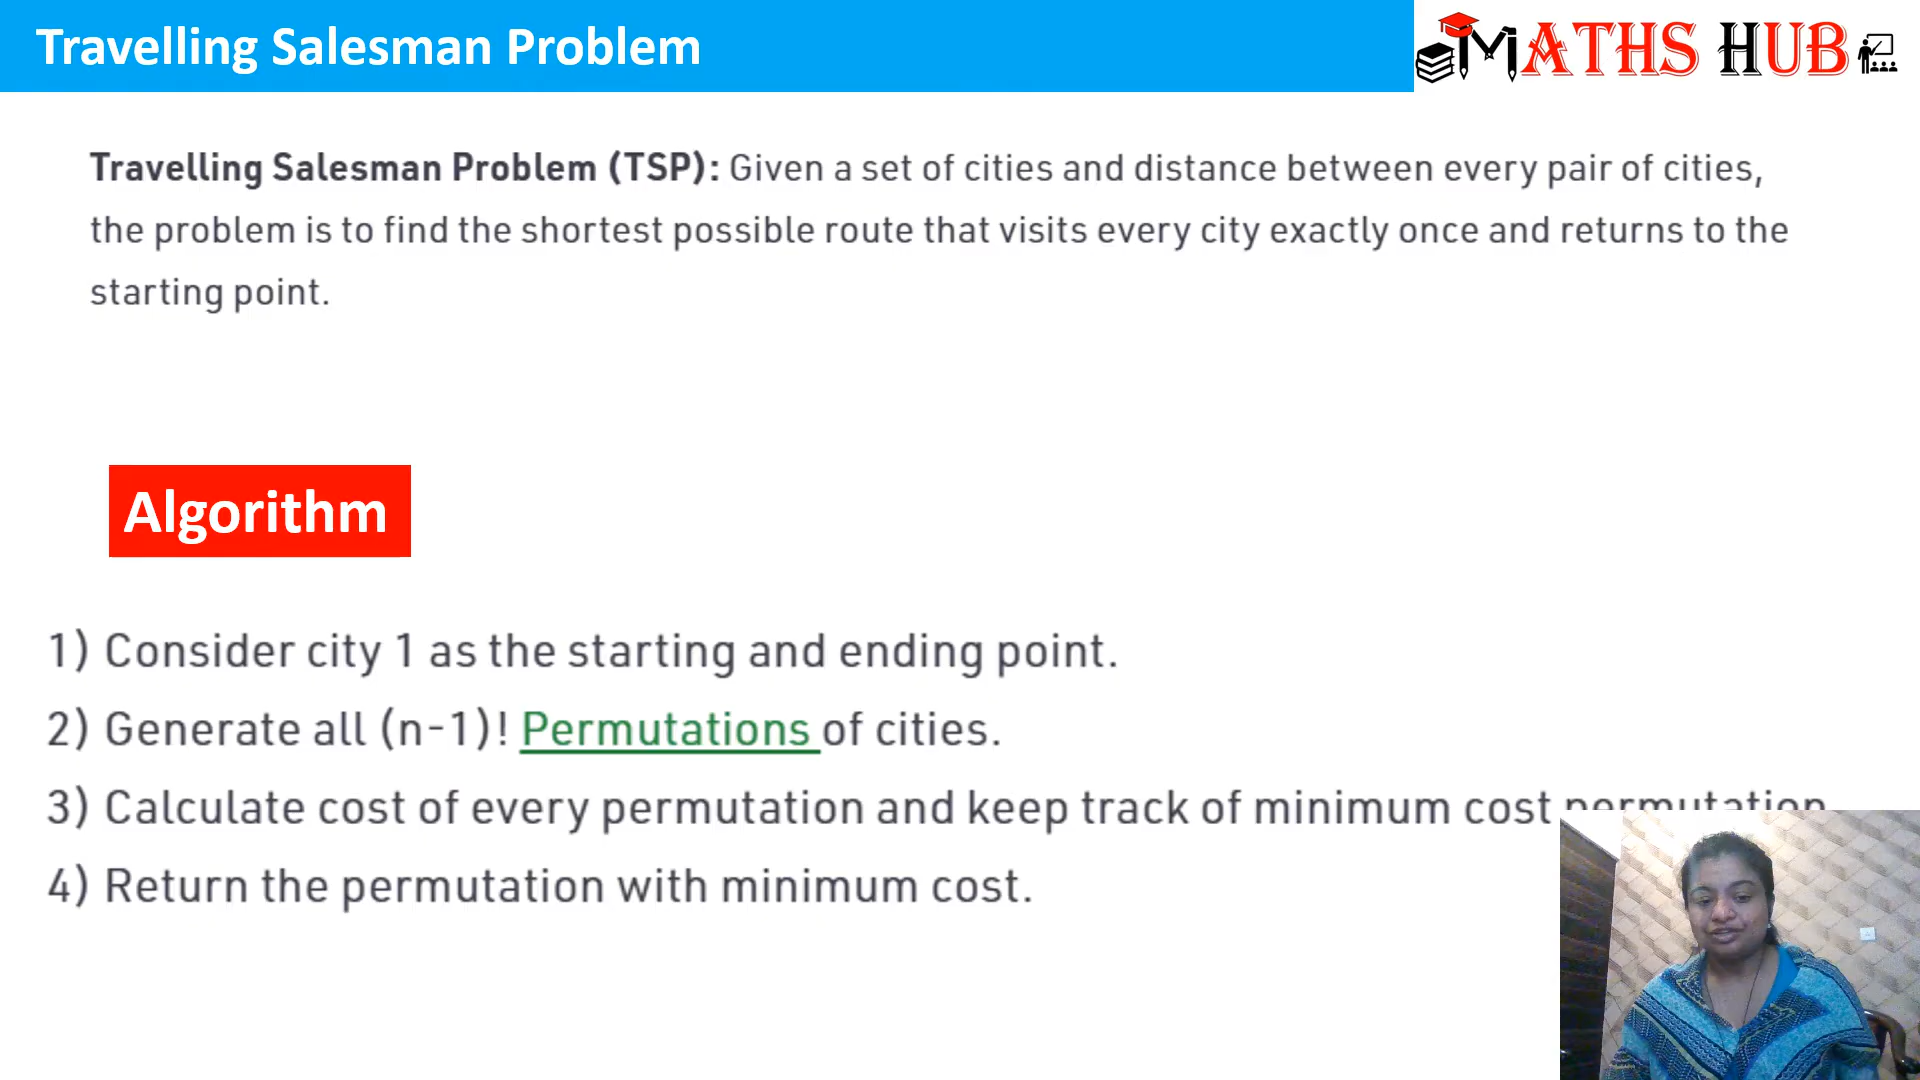 Travelling Salesman Problem
MATHS HUB
Travelling Salesman Problem (TSP): Given a set of cities and distance between every pair of cities,
the problem is to find the shortest possible route that visits every city exactly once and returns to the
starting point.
Algorithm
1) Consider city 1 as the starting and ending point.
2) Generate all (n-1)! Permutations of cities.
3) Calculate cost of every permutation and keep track of minimum cost permutation
4) Return the permutation with minimum cost.